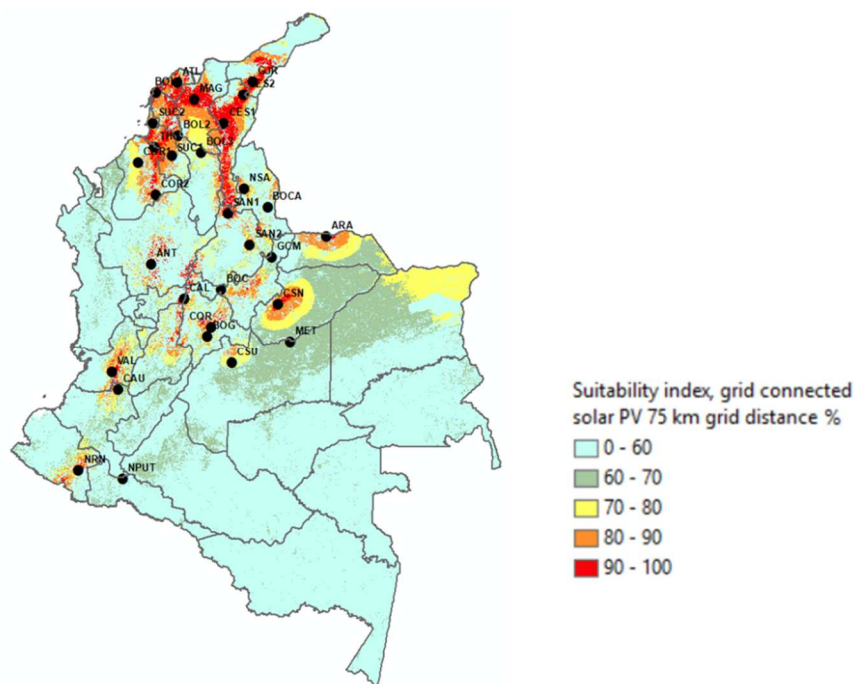 ATL
GJR
BOL
MAG
CES2
SUC2
CES1
BOL2
BOL3
SUC1
COR1
COR2
NSA
BOCA
SAN1
ARA
SAN2
GCM
ANT
BOC
CAL
CSN
COR
BOG
MET
CSU
VAL
CAU
NRN
NPUT
Suitability index, grid connected
solar PV 75 km grid distance %
0 - 60
60 - 70
70 - 80
80 - 90
90 - 100